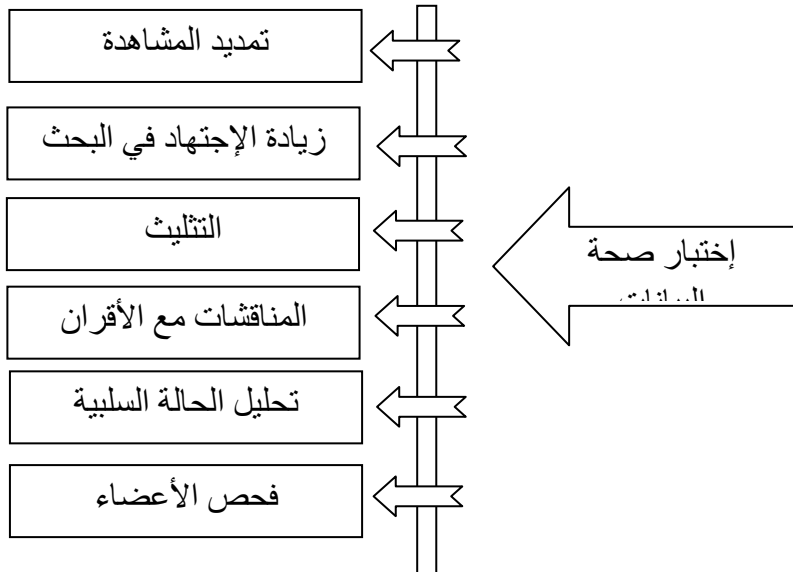 إختبار صحة
تمديد المشاهدة
زيادة الإجتهاد في البحث
التثليث
المناقشات مع الأقران
تحليل الحالة السلبية
فحص الأعضاء